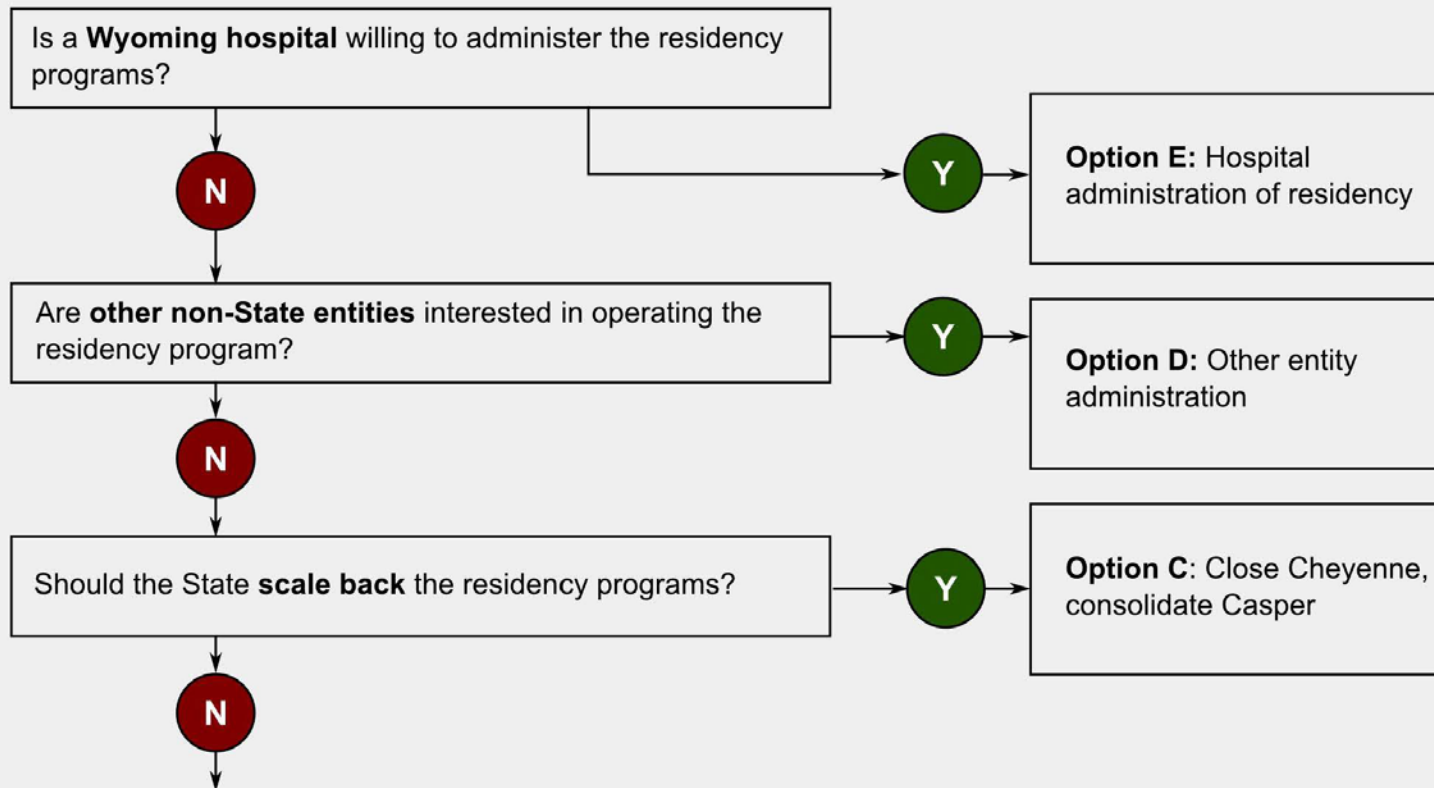 Is a Wyoming hospital willing to administer the residency
programs?
Y
Option E: Hospital
administration of residency
N
Are other non-State entities interested in operating the
residency program?
Y
Option D: Other entity
administration
N
Should the State scale back the residency programs?
Y
Option C: Close Cheyenne,
consolidate Casper
N